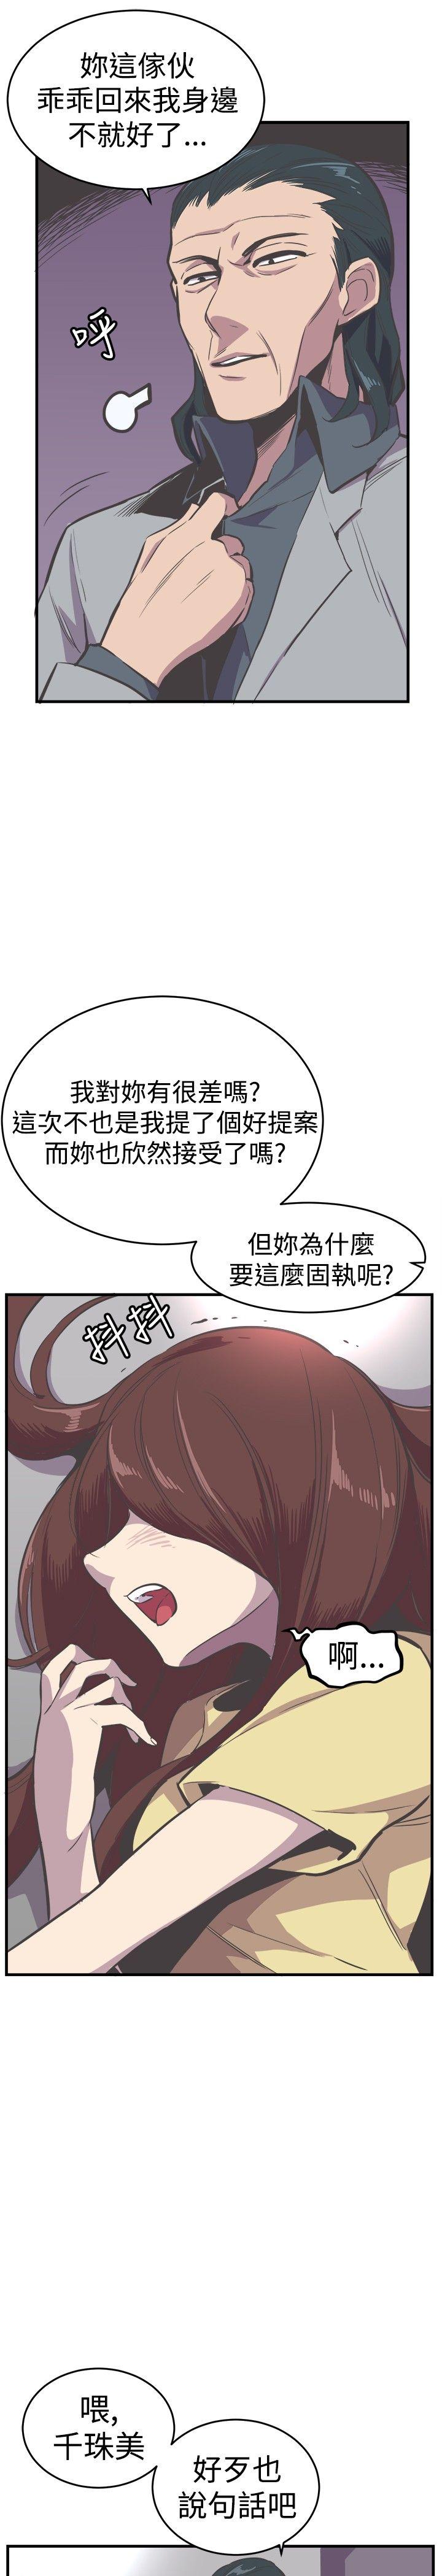 妳這傢伙
乖乖回來我身邊
不就好了...
呼
我對妳有很差嗎?
這次不也是我提了個好提案
而妳也欣然接受了嗎?
但妳為什麼
要這麼固執呢?
抖抖
啊...
喂,
千珠美
好歹也
說句話吧